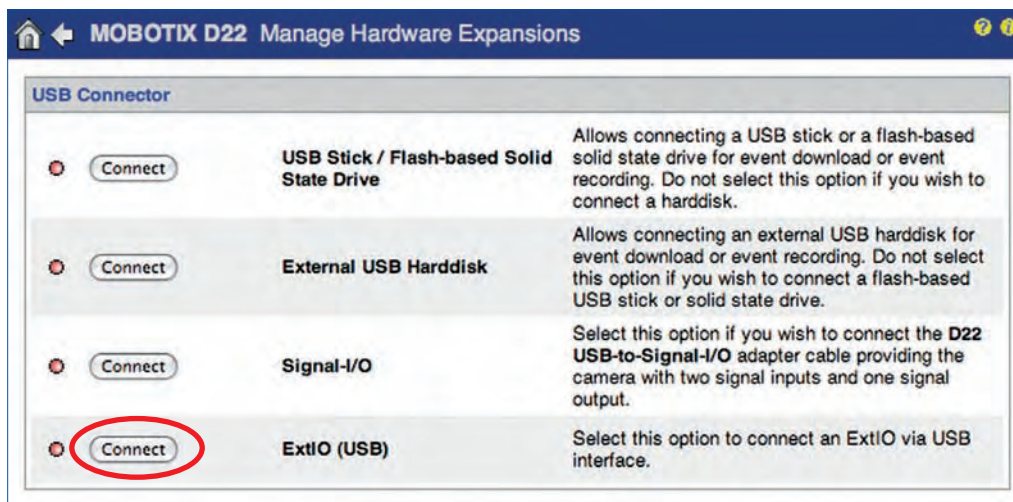 MOBOTIX D22 Manage Hardware Expansions
USB Connector
Connect
USB Stick / Flash-based Solid
State Drive
Allows connecting a USB stick or a flash-based
solid state drive for event download or event
recording. Do not select this option if you wish to
connect a harddisk.
Connect
External USB Harddisk
Allows connecting an external USB harddisk for
event download or event recording. Do not select
this option if you wish to connect a flash-based
USB stick or solid state drive.
Connect
Signal-I/O
Select this option if you wish to connect the D22
USB-to-Signal-I/O adapter cable providing the
camera with two signal inputs and one signal
output.
Connect
ExtIO (USB)
Select this option to connect an ExtIO via USB
interface.